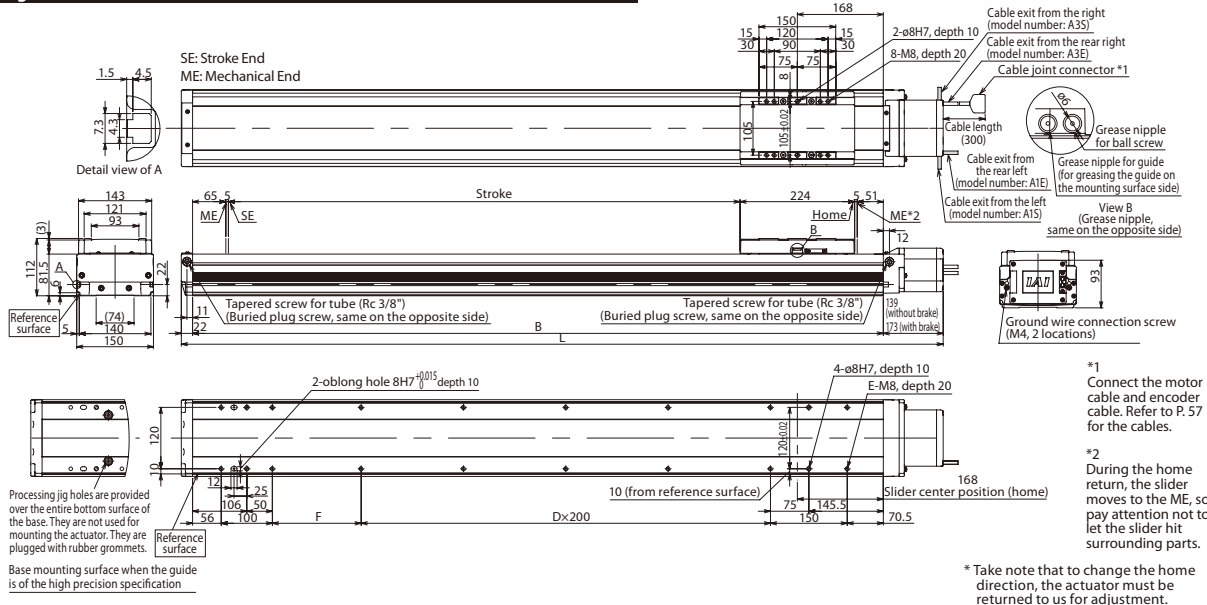 168
150
15 120 15
30 90 30
75 75
8
105
105±0.02
2-ø8H7, depth 10
8-M8, depth 20
Cable exit from the right
(model number: A3S)
Cable exit from the rear right
(model number: A3E)
Cable joint connector *1
SE: Stroke End
ME: Mechanical End
1.5 4.5
7.3
4.3
Detail view of A
Cable length
(300)
Cable exit from
the rear left
(model number: A1E)
Cable exit from the left
(model number: A1S)
ø6
Grease nipple
for ball screw
Grease nipple for guide
(for greasing the guide on
the mounting surface side)
View B
(Grease nipple,
same on the opposite side)
143
121
93
(3)
112
81.5
6
A
22
Reference
surface
5
(74)
140
150
65 5
ME SE
Stroke
224
5 51
Home
ME*2
B
12
Tapered screw for tube (Rc 3/8")
(Buried plug screw, same on the opposite side)
Tapered screw for tube (Rc 3/8")
(Buried plug screw, same on the opposite side)
11
22
B
L
139
(without brake)
173 (with brake)
IAI
93
Ground wire connection screw
(M4, 2 locations)
2-oblong hole 8H7 +0.015 0 depth 10
4-ø8H7, depth 10
E-M8, depth 20
120
10
120±0.02
12
25
106 50
56 100
F
D×200
10 (from reference surface)
168
Slider center position (home)
75 145.5
150 70.5
Processing jig holes are provided
over the entire bottom surface of
the base. They are not used for
mounting the actuator. They are
plugged with rubber grommets.
Reference
surface
Base mounting surface when the guide
is of the high precision specification
*1
Connect the motor
cable and encoder
cable. Refer to P. 57
for the cables.
*2
During the home
return, the slider
moves to the ME, so
pay attention not to
let the slider hit
surrounding parts.
* Take note that to change the home
direction, the actuator must be
returned to us for adjustment.